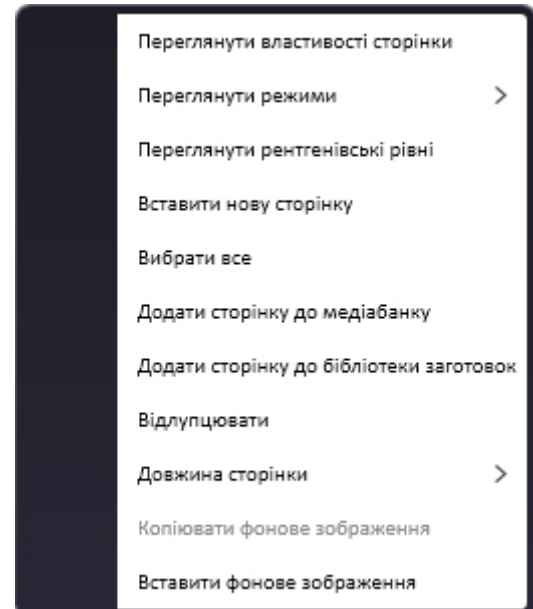 Переглянути властивості сторінки
Переглянути режими
Переглянути рентгенівські рівні
Вставити нову сторінку
Вибрати все
Додати сторінку до медіабанку
Додати сторінку до бібліотеки заготовок
Відлупцювати
Довжина сторінки
Копіювати фонове зображення
Вставити фонове зображення